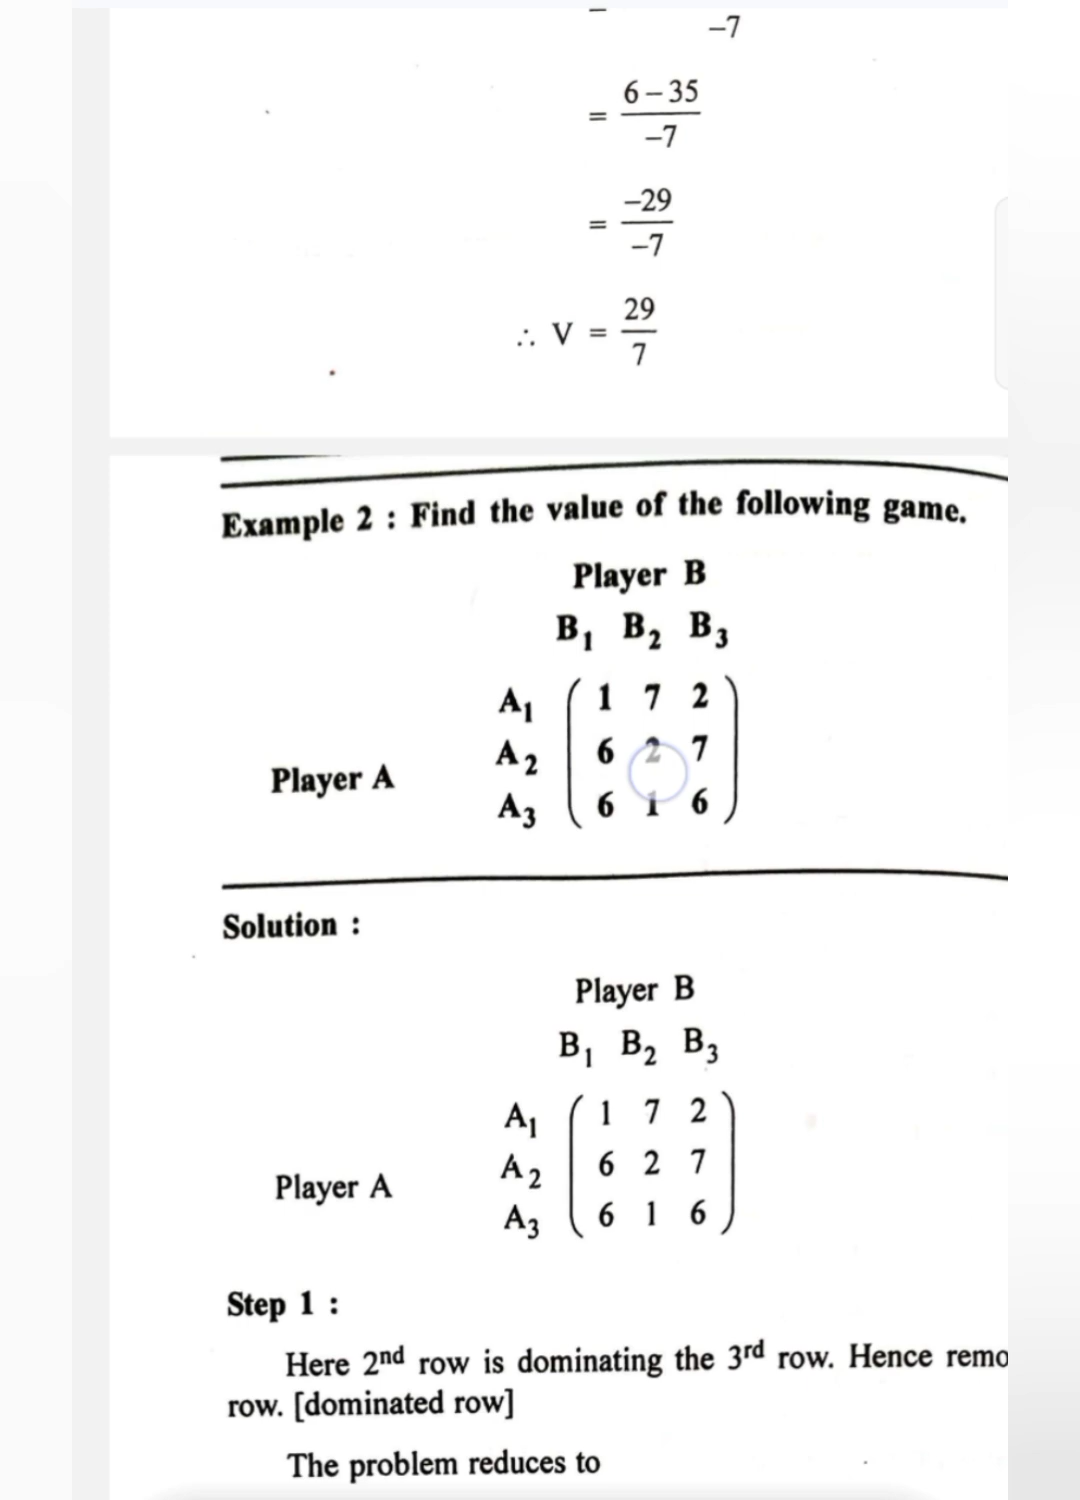 –7
= 6 – 35 / –7
= –29 / –7
∴ V = 29 / 7
Example 2 : Find the value of the following game.
Player B
B₁ B₂ B₃
A₁ 1 7 2
A₂ 6 2 7
Player A
A₃ 6 1 6
Solution :
Player B
B₁ B₂ B₃
A₁ 1 7 2
A₂ 6 2 7
Player A
A₃ 6 1 6
Step 1 :
Here 2nd row is dominating the 3rd row. Hence remo
row. [dominated row]
The problem reduces to